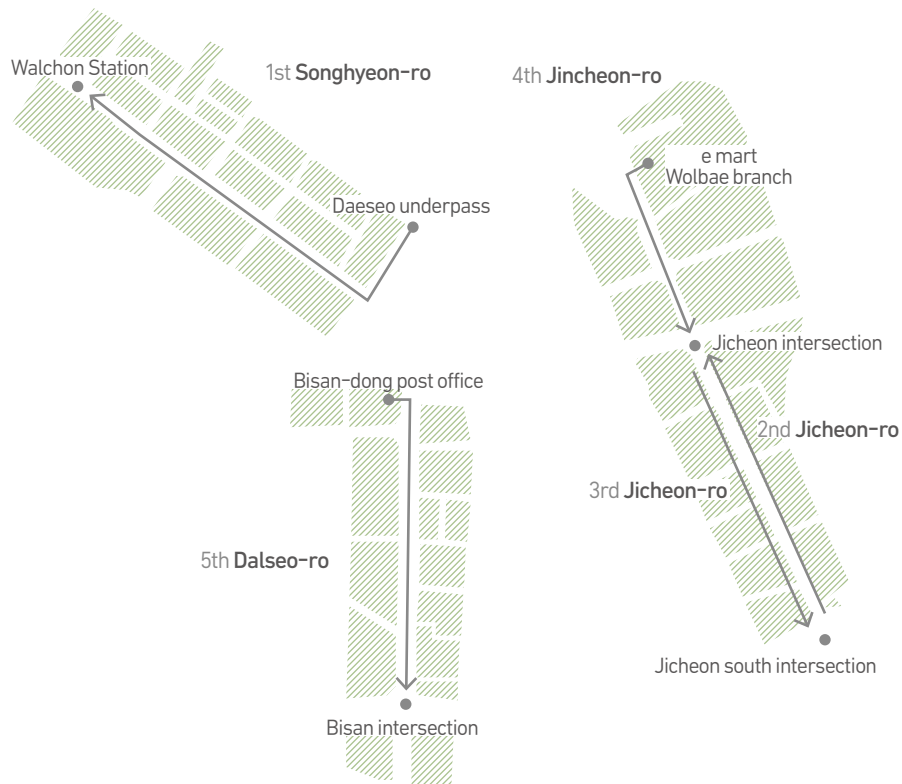 Walchon Station
1st Songhyeon-ro
Daeseo underpass
4th Jincheon-ro
e mart
Wolbae branch
Jicheon intersection
2nd Jicheon-ro
3rd Jicheon-ro
Jicheon south intersection
Bisan-dong post office
5th Dalseo-ro
Bisan intersection